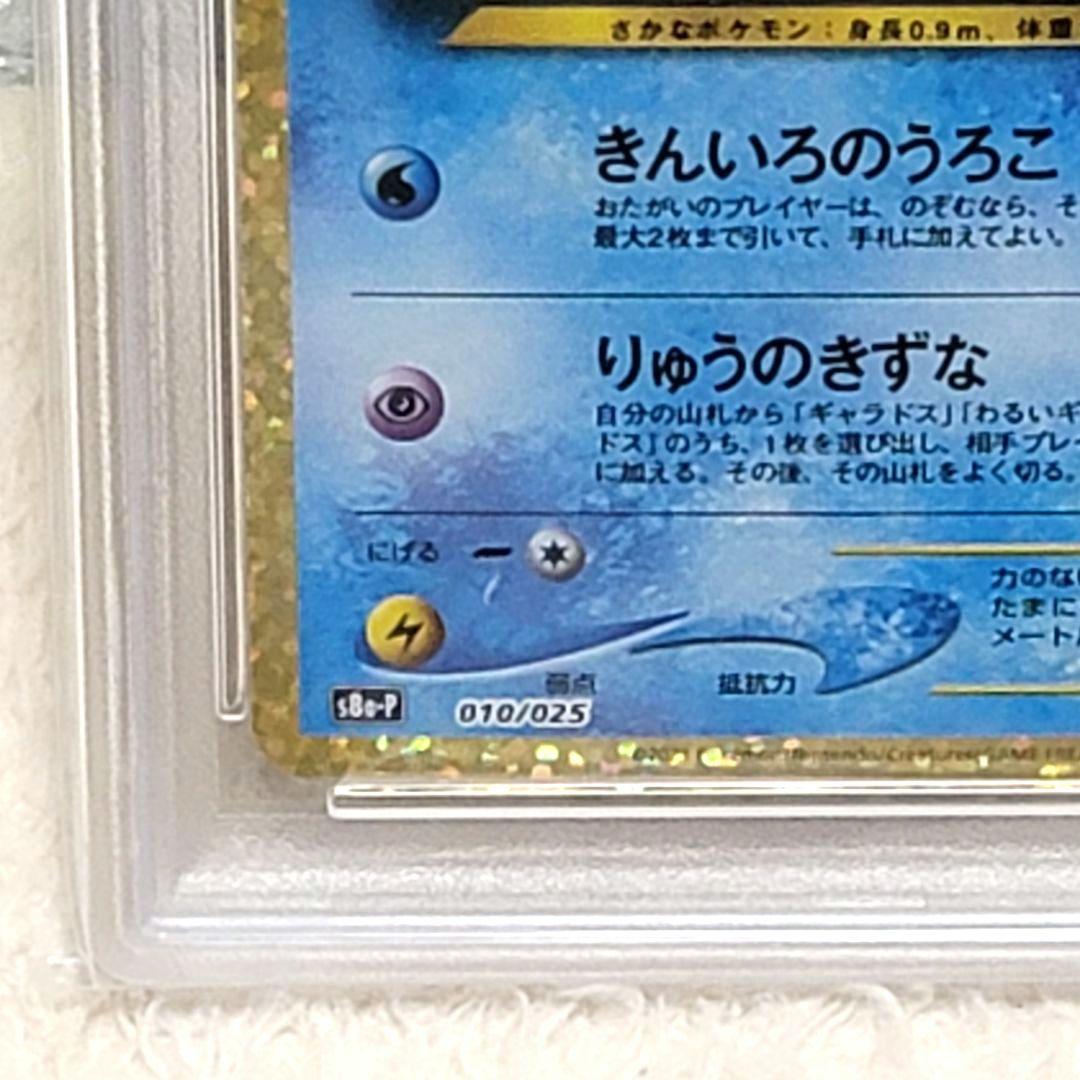 さかなポケモン：身長0.9m、体重
きんいろのうろこ
おたがいのプレイヤーは、のぞむなら、そ
最大2枚まで引いて、手札に加えてよい。
りゅうのきずな
自分の山札から「ギャラドス」「わるいギ
ドス」のうち、1枚を選び出し、相手プレー
に加える。その後、その山札をよく切る。
にげる
力のない
たまに
メート
弱点
抵抗力
s8a-P
010/025
Nintendo/Creatures/GAME